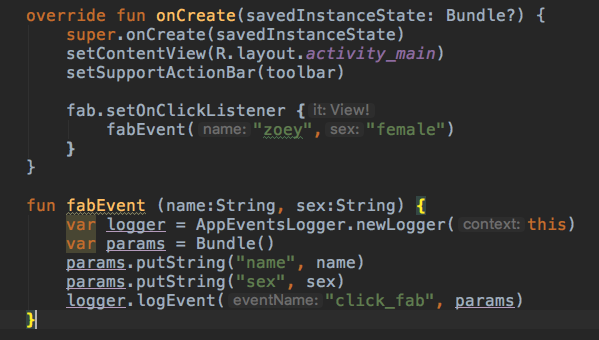 override fun onCreate(savedInstanceState: Bundle?) {
super.onCreate(savedInstanceState)
setContentView(R.layout.activity_main)
setSupportActionBar(toolbar)
fab.setOnClickListener { it: View!
fabEvent( name: "zoey", sex: "female")
}
}
fun fabEvent (name:String, sex:String) {
var logger = AppEventsLogger.newLogger( context: this)
var params = Bundle()
params.putString("name", name)
params.putString("sex", sex)
logger.logEvent( eventName: "click_fab", params)
}